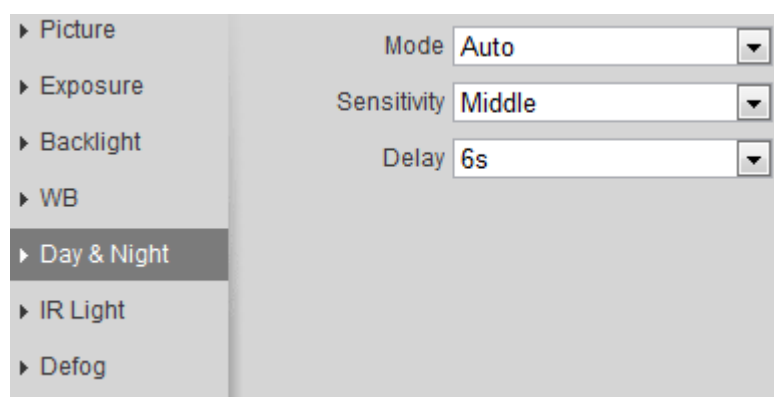 Picture
Exposure
Backlight
WB
Day & Night
IR Light
Defog
Mode Auto
Sensitivity Middle
Delay 6s